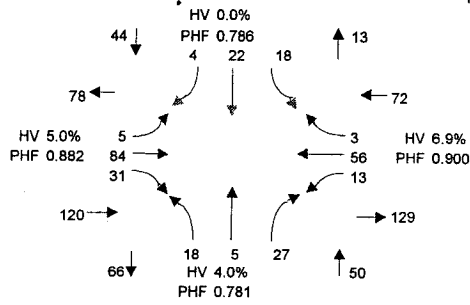 HV 0.0%
44 PHF 0.786 13
4 22 18
78 72
HV 5.0% 5 3 HV 6.9%
PHF 0.882 84 56 PHF 0.900
31 13
120 129
18 5 27
66 HV 4.0% 50
PHF 0.781